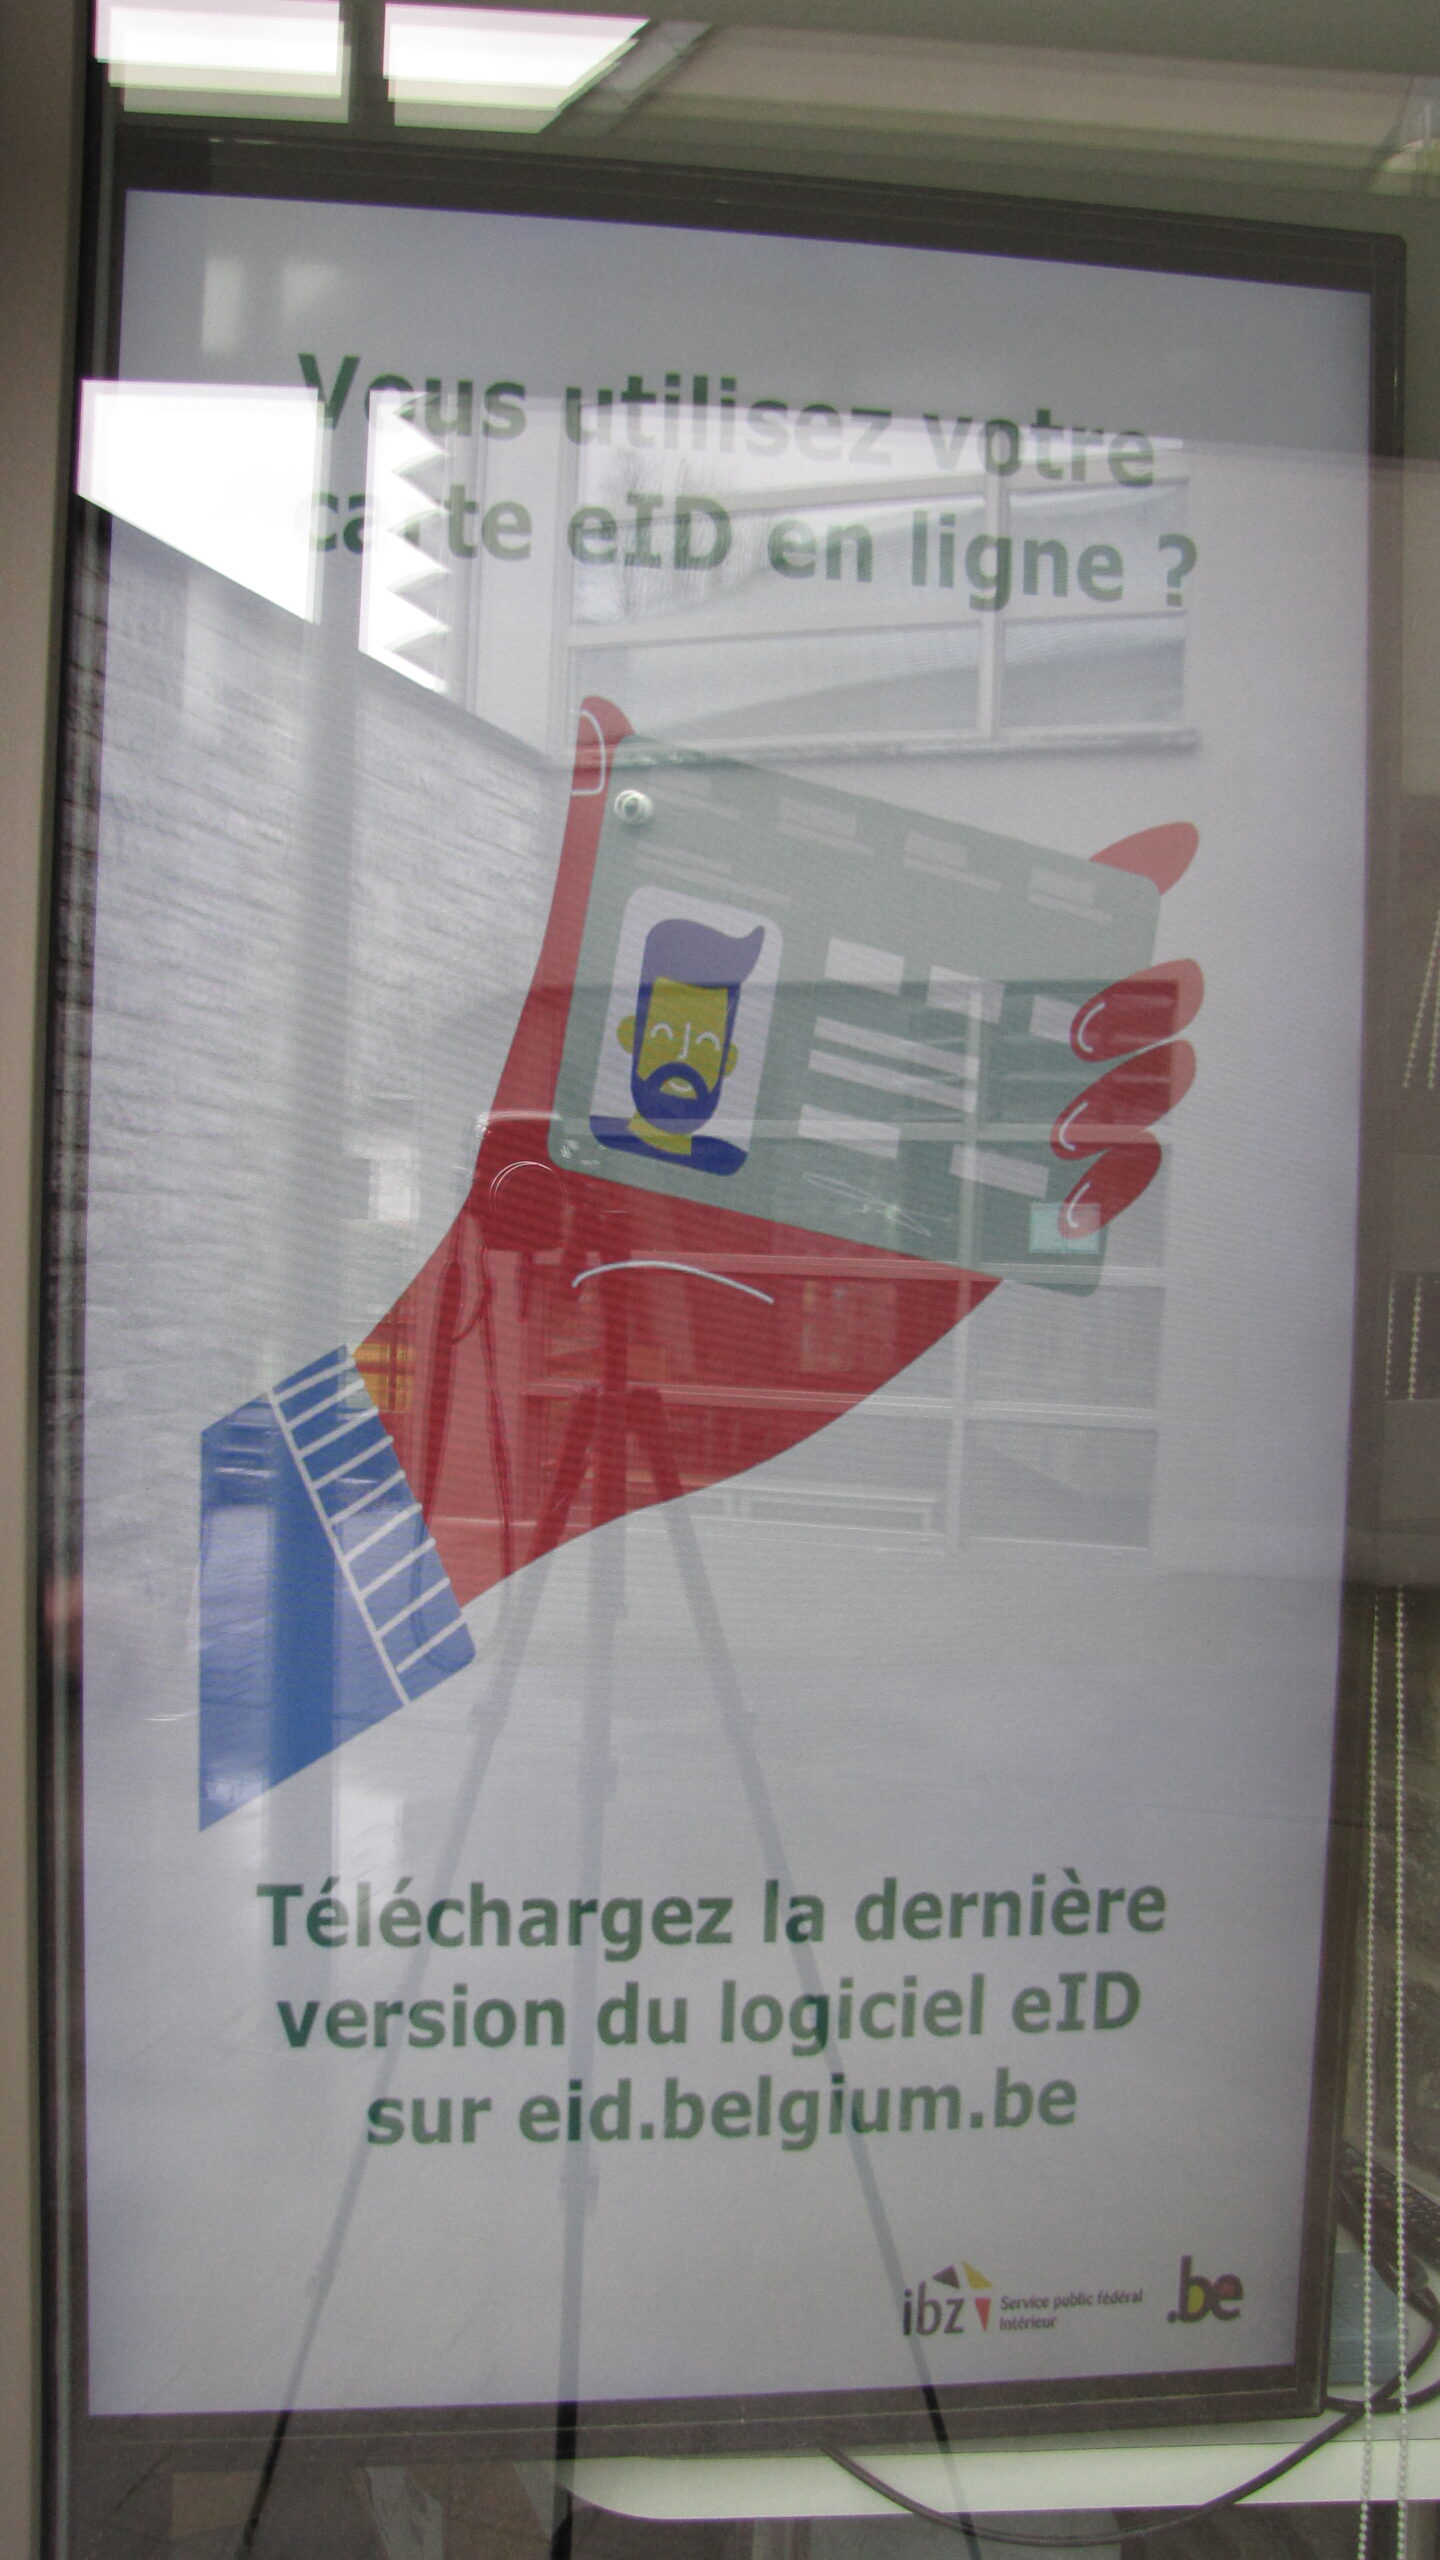 Vous utilisez votre
carte eID en ligne ?
Téléchargez la dernière
version du logiciel eID
sur eid.belgium.be
ibz Service public fédéral
Intérieur
.be